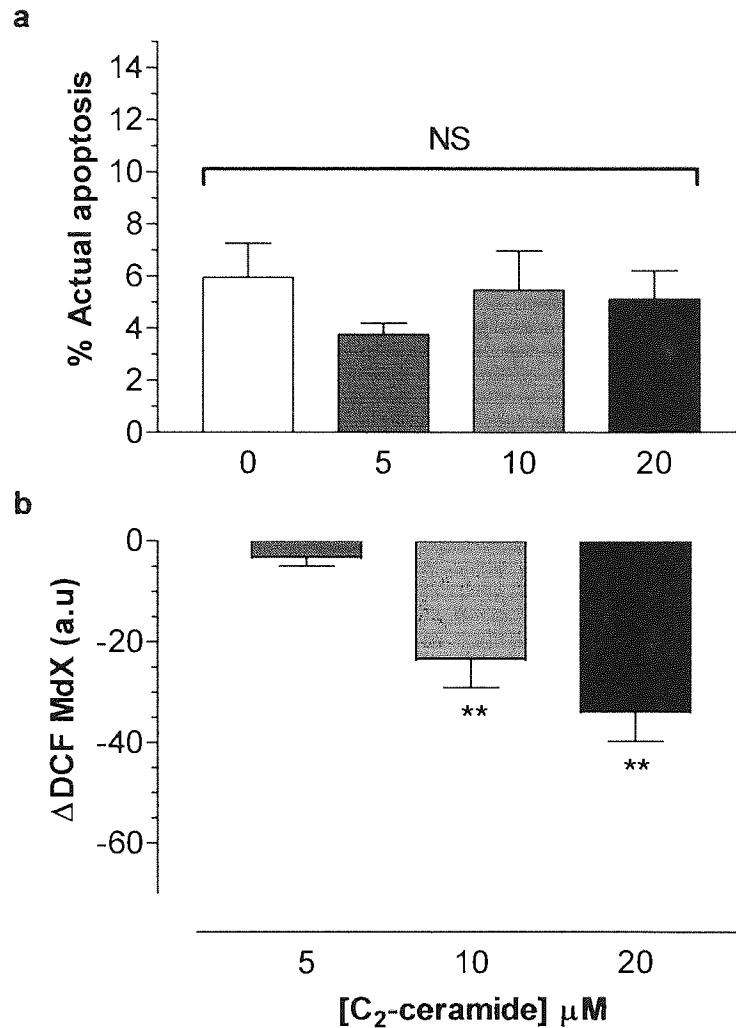 a
% Actual apoptosis
14
12
10
8
6
4
2
0
NS
0 5 10 20
b
ΔDCF MdX (a.u)
0
-20
-40
-60
**
**
5 10 20
[C₂-ceramide] μM